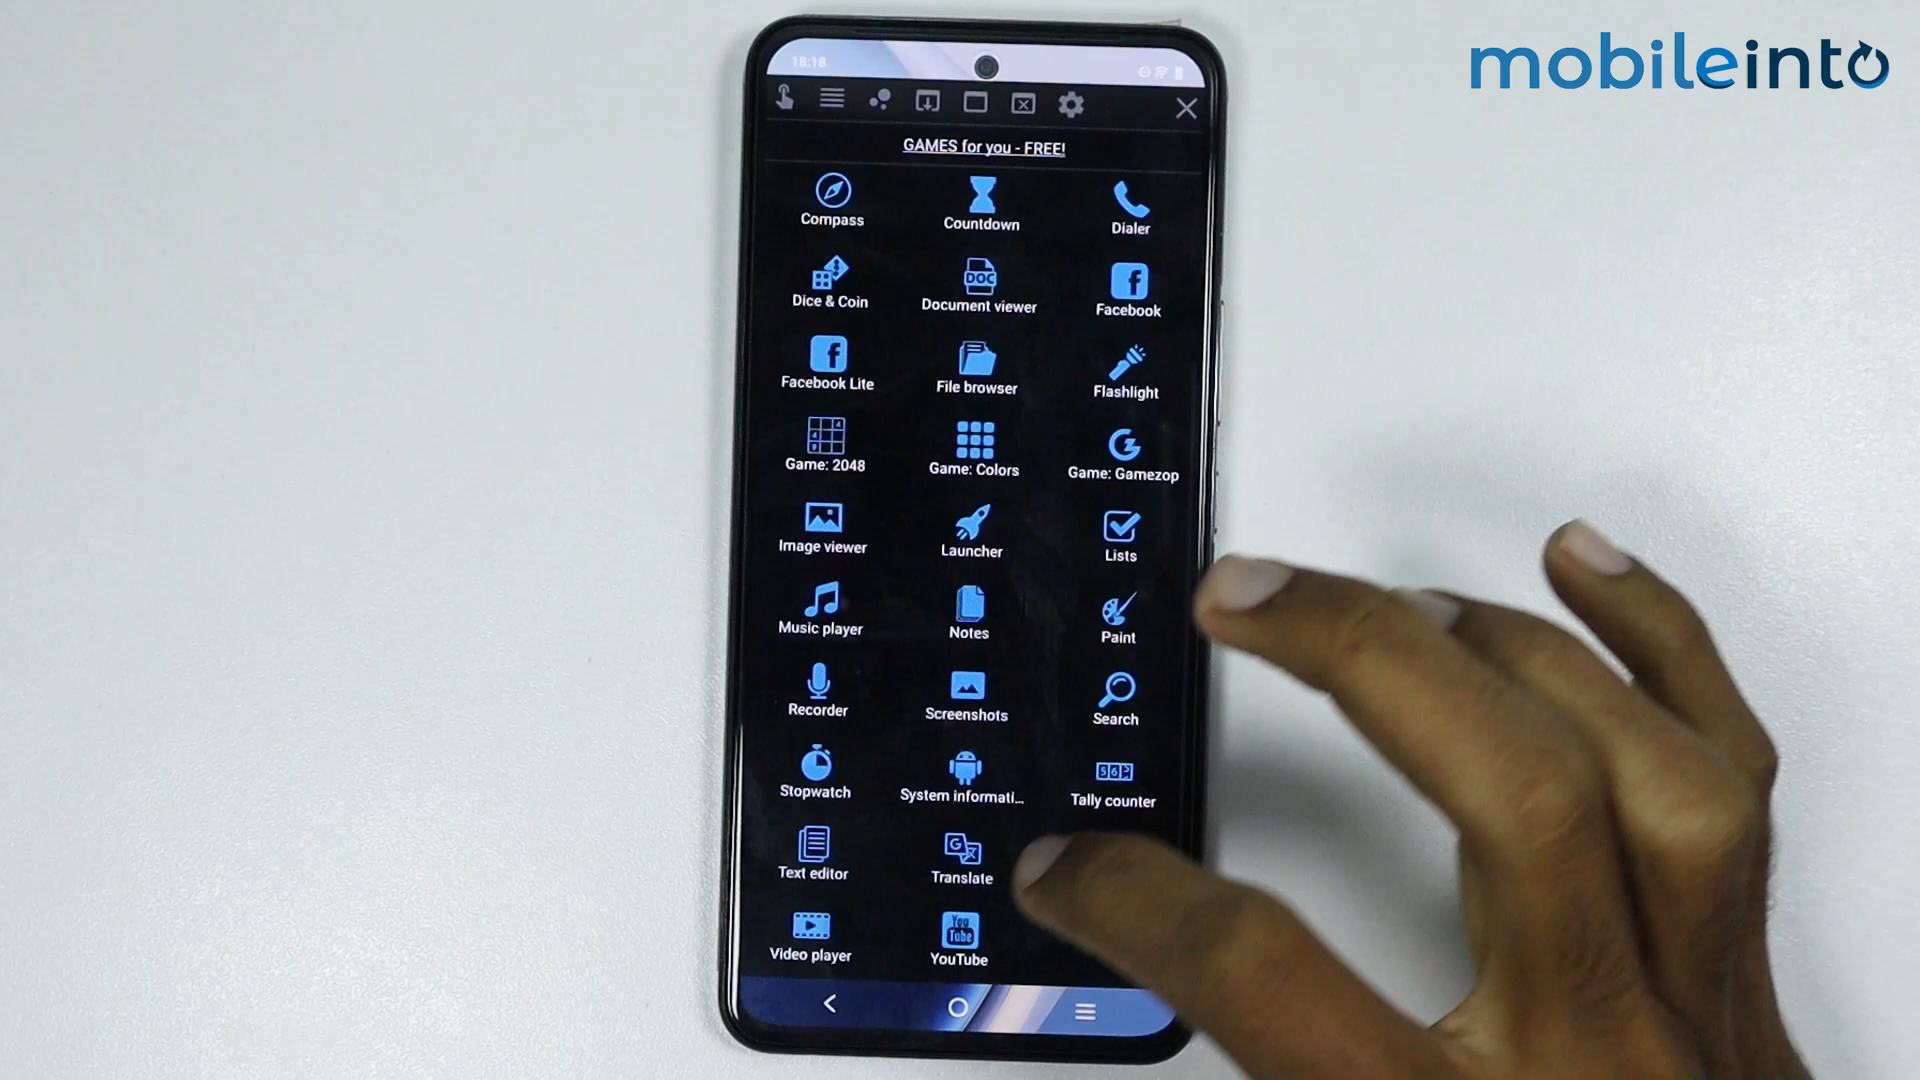 mobileinto
18:18
GAMES for you - FREE!
Compass
Countdown
Dialer
Dice & Coin
DOC
Document viewer
Facebook
Facebook Lite
File browser
Flashlight
Game: 2048
Game: Colors
Game: Gamezop
Image viewer
Launcher
Lists
Music player
Notes
Paint
Recorder
Screenshots
Search
Stopwatch
System informati...
Tally counter
Text editor
Translate
You
Tube
Video player
YouTube